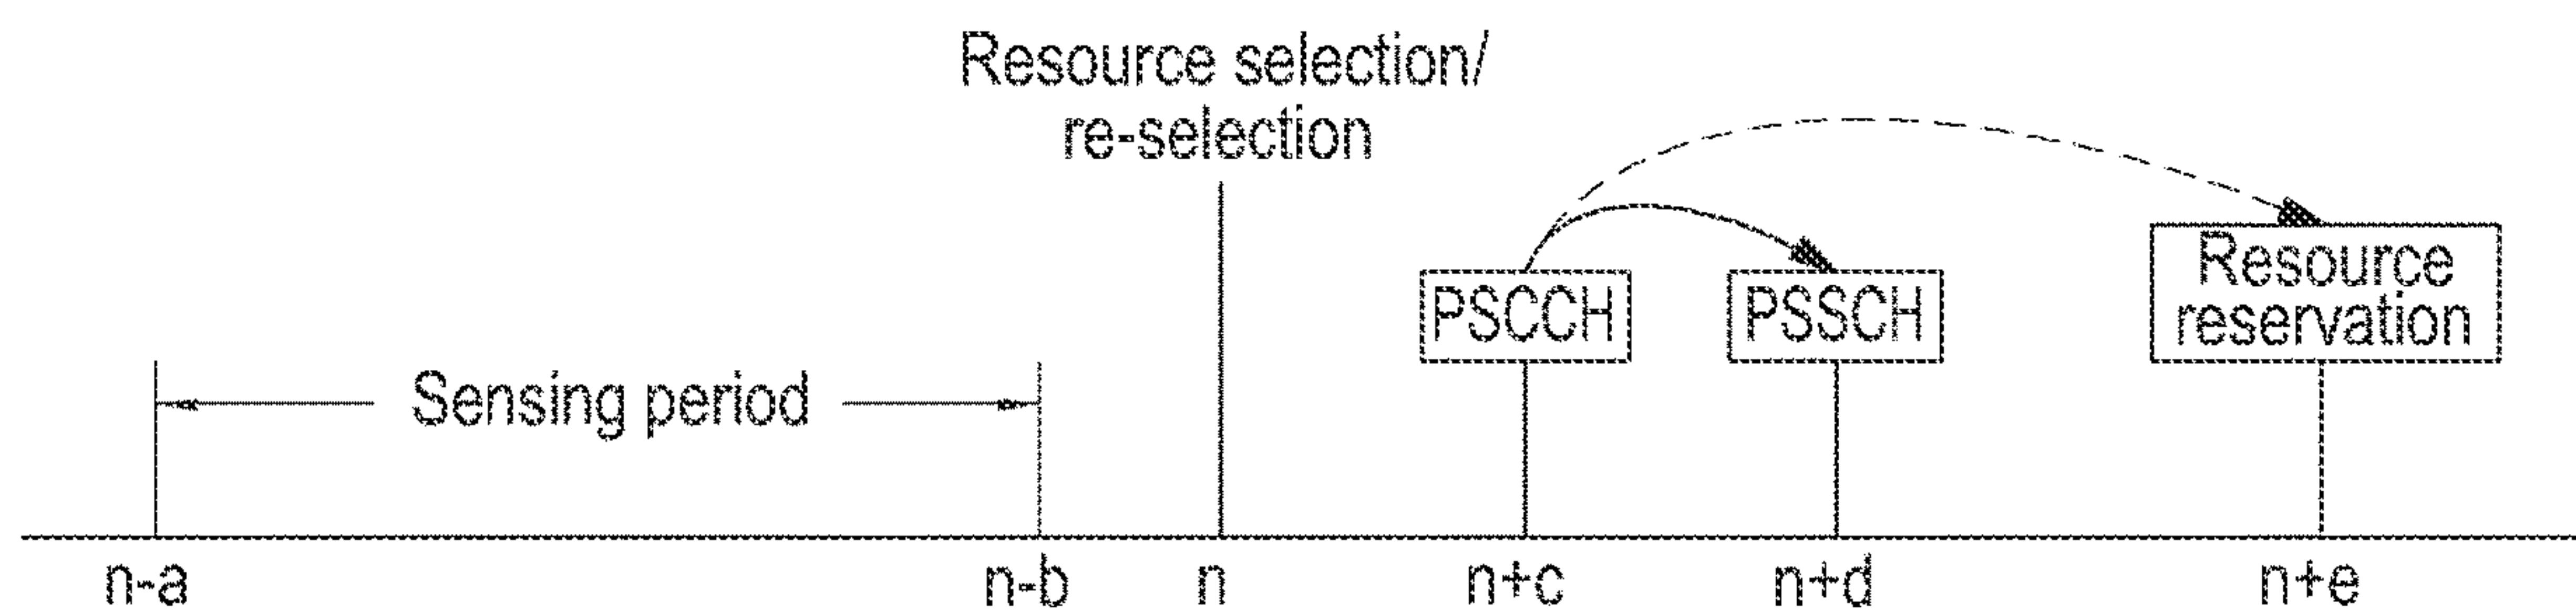 Resource selection/
re-selection
PSCCH
PSSCH
Resource
reservation
Sensing period
n-a
n-b
n
n+c
n+d
n+e